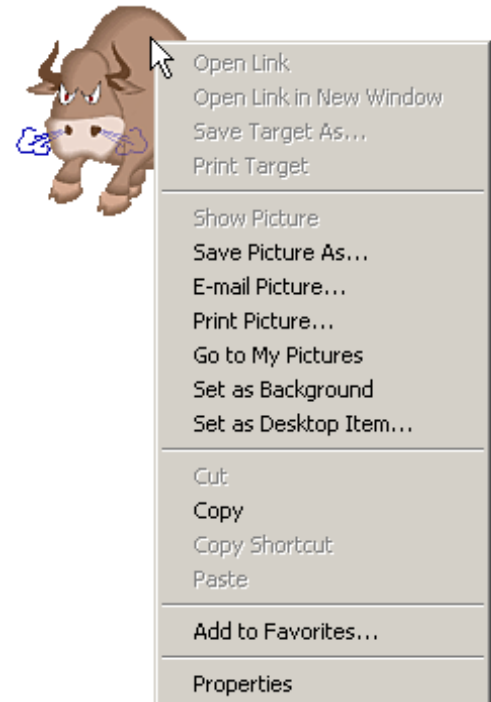 Open Link
Open Link in New Window
Save Target As...
Print Target
Show Picture
Save Picture As...
E-mail Picture...
Print Picture...
Go to My Pictures
Set as Background
Set as Desktop Item...
Cut
Copy
Copy Shortcut
Paste
Add to Favorites...
Properties